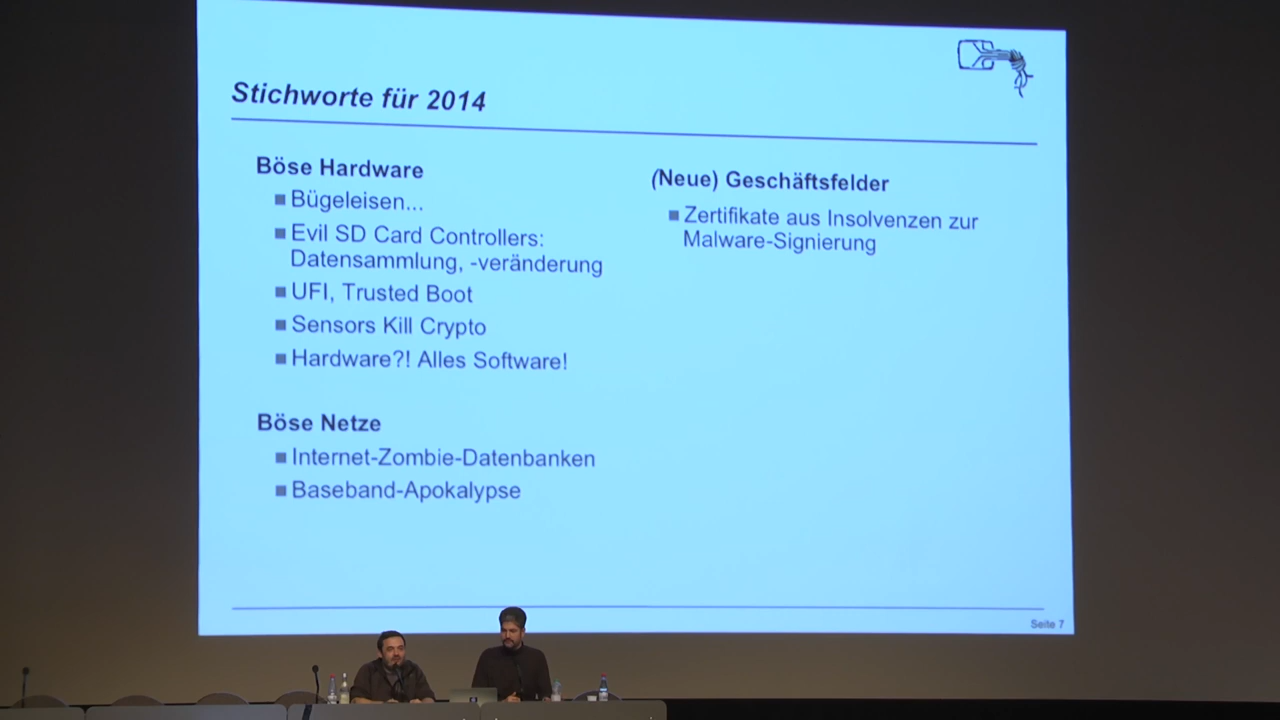 Stichworte für 2014
Böse Hardware
Bügeleisen...
Evil SD Card Controllers:
Datensammlung, -veränderung
UFI, Trusted Boot
Sensors Kill Crypto
Hardware?! Alles Software!
Böse Netze
Internet-Zombie-Datenbanken
Baseband-Apokalypse
(Neue) Geschäftsfelder
Zertifikate aus Insolvenzen zur
Malware-Signierung
Seite 7